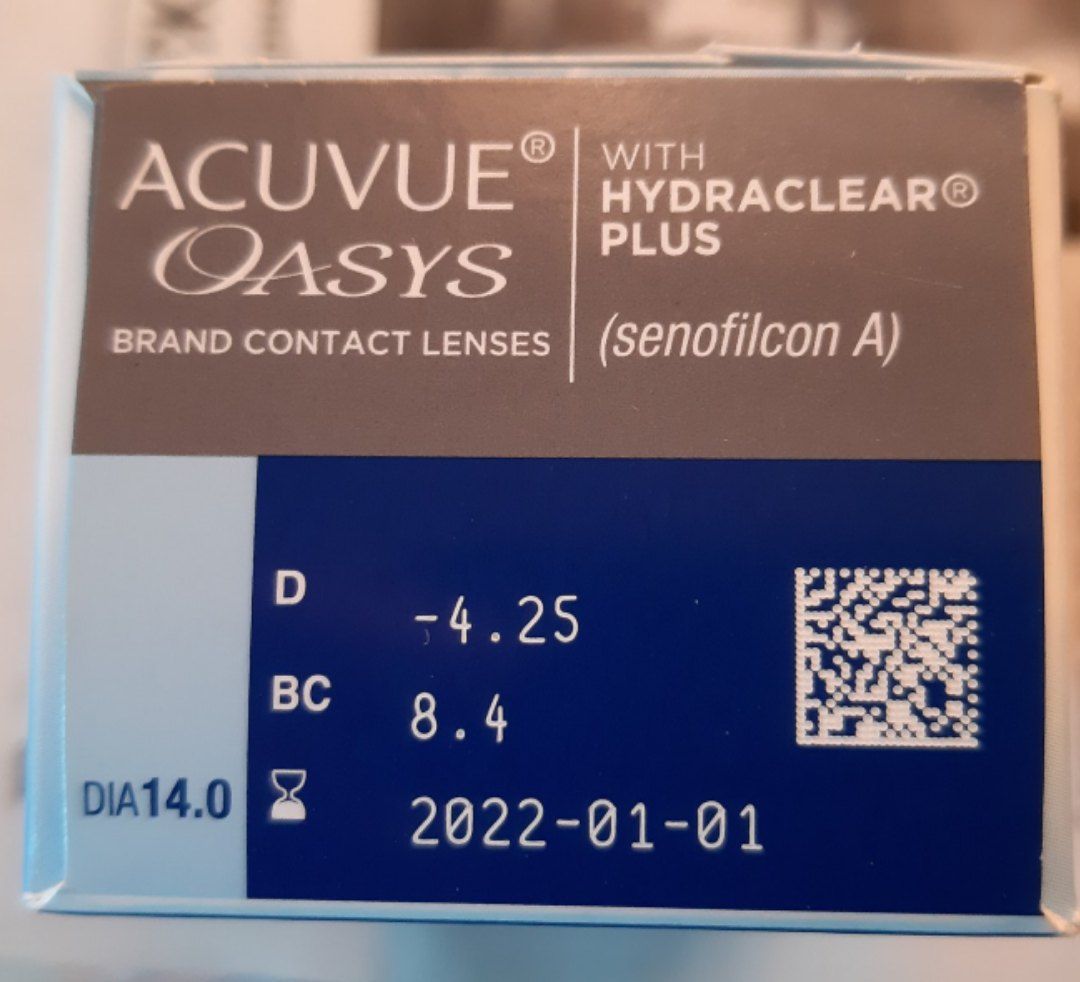 ACUVUE®
OASYS
BRAND CONTACT LENSES
WITH
HYDRACLEAR®
PLUS
(senofilcon A)
D -4.25
BC 8.4
2022-01-01
DIA14.0